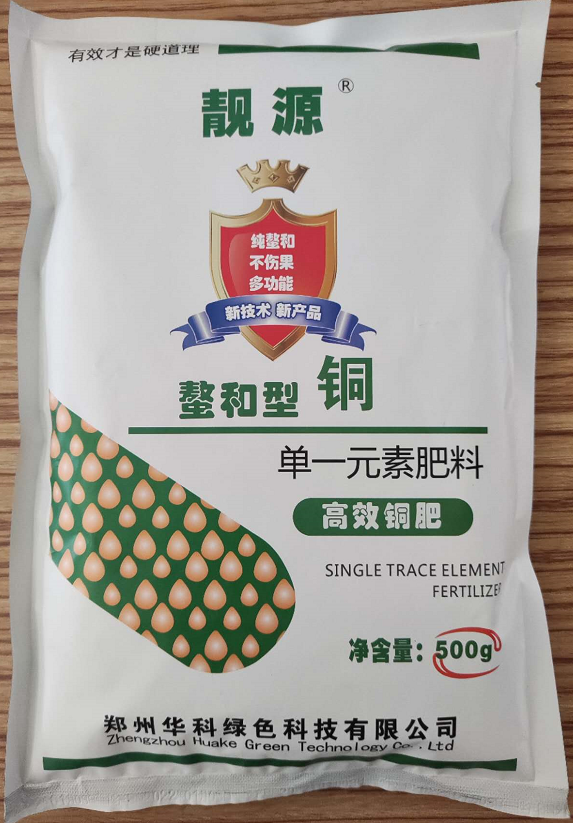 有效才是硬道理
靓源®
纯螯和
不伤果
多功能
新技术 新产品
螯和型 铜
单一元素肥料
高效铜肥
SINGLE TRACE ELEMENT
FERTILIZER
净含量：500g
郑州华科绿色科技有限公司
Zhengzhou Huake Green Technology Co.,Ltd